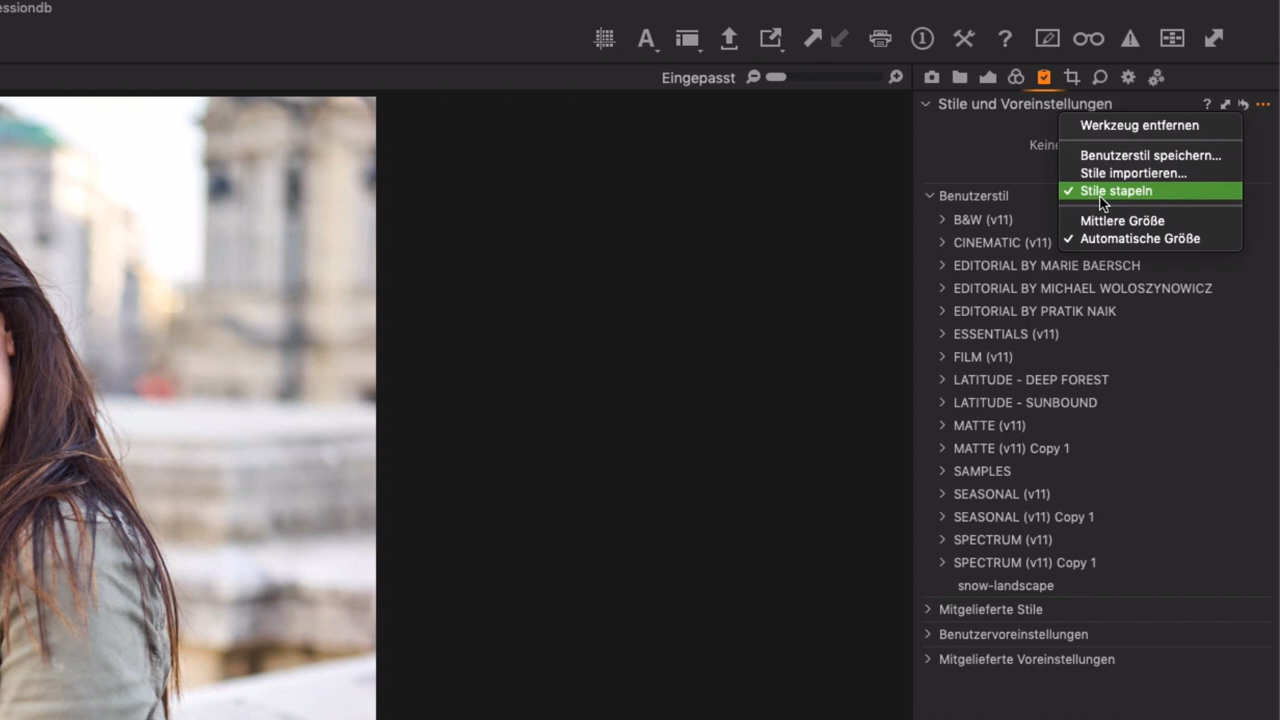 essiondb
Eingepasst
Stile und Voreinstellungen
Werkzeug entfernen
Keine
Benutzerstil speichern...
Stile importieren...
Stile stapeln
Mittlere Größe
Automatische Größe
Benutzerstil
B&W (v11)
CINEMATIC (v11)
EDITORIAL BY MARIE BAERSCH
EDITORIAL BY MICHAEL WOLOSZYNOWICZ
EDITORIAL BY PRATIK NAIK
ESSENTIALS (v11)
FILM (v11)
LATITUDE - DEEP FOREST
LATITUDE - SUNBOUND
MATTE (v11)
MATTE (v11) Copy 1
SAMPLES
SEASONAL (v11)
SEASONAL (v11) Copy 1
SPECTRUM (v11)
SPECTRUM (v11) Copy 1
snow-landscape
Mitgelieferte Stile
Benutzervoreinstellungen
Mitgelieferte Voreinstellungen